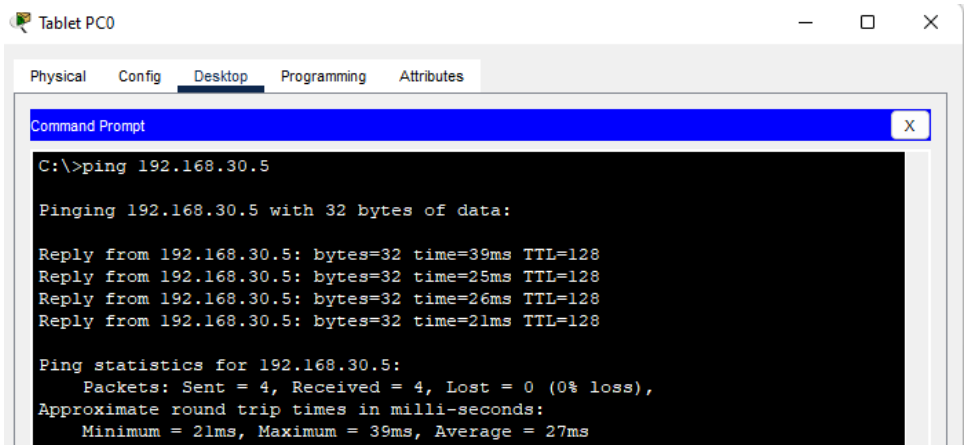 Tablet PC0
Physical Config Desktop Programming Attributes
Command Prompt X
C:\>ping 192.168.30.5
Pinging 192.168.30.5 with 32 bytes of data:
Reply from 192.168.30.5: bytes=32 time=39ms TTL=128
Reply from 192.168.30.5: bytes=32 time=25ms TTL=128
Reply from 192.168.30.5: bytes=32 time=26ms TTL=128
Reply from 192.168.30.5: bytes=32 time=21ms TTL=128
Ping statistics for 192.168.30.5:
    Packets: Sent = 4, Received = 4, Lost = 0 (0% loss),
Approximate round trip times in milli-seconds:
    Minimum = 21ms, Maximum = 39ms, Average = 27ms